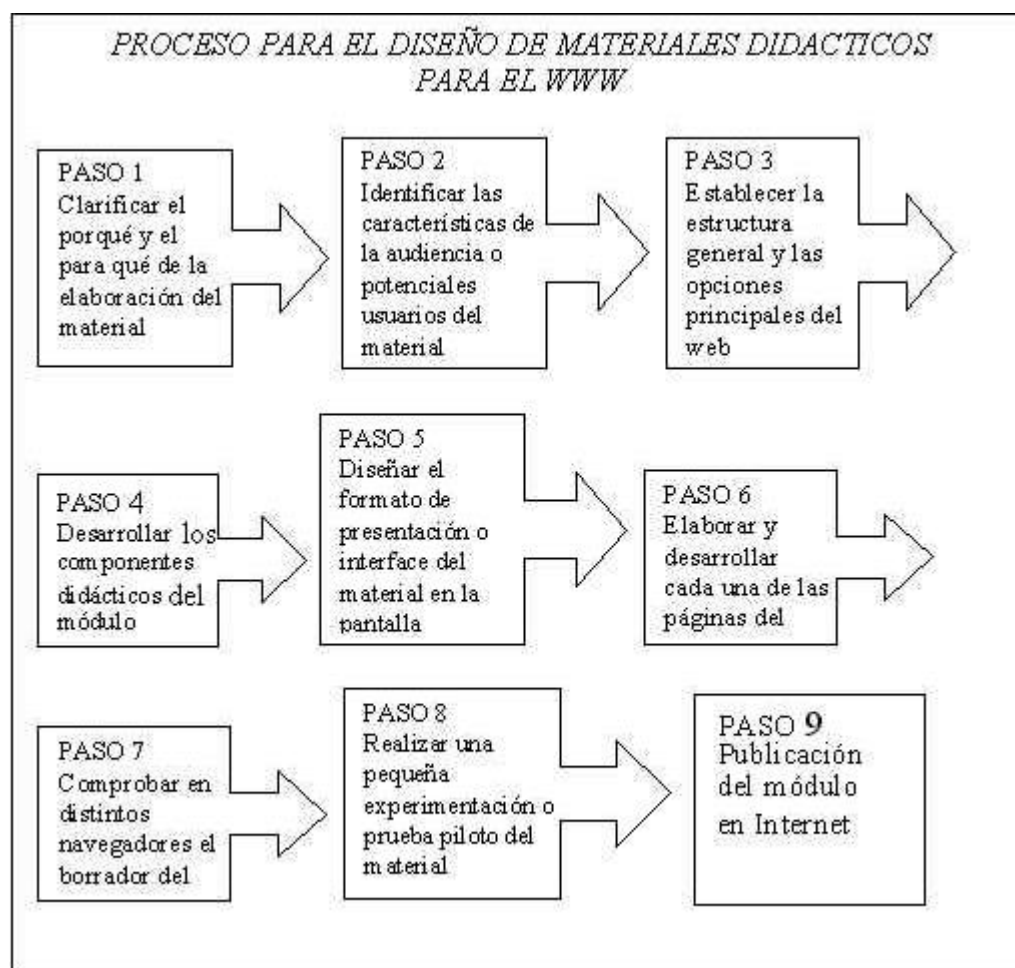 PROCESO PARA EL DISEÑO DE MATERIALES DIDACTICOS
PARA EL WWW
PASO 1
Clarificar el
porqué y el
para qué de la
elaboración del
material
PASO 2
Identificar las
características de
la audiencia o
potenciales
usuarios del
material
PASO 3
Establecer la
estructura
general y las
opciones
principales del
web
PASO 4
Desarrollar los
componentes
didácticos del
módulo
PASO 5
Diseñar el
formato de
presentación o
interface del
material en la
pantalla
PASO 6
Elaborar y
desarrollar
cada una de las
páginas del
PASO 7
Comprobar en
distintos
navegadores el
borrador del
PASO 8
Realizar una
pequeña
experimentación o
prueba piloto del
material
PASO 9
Publicación
del módulo
en Internet